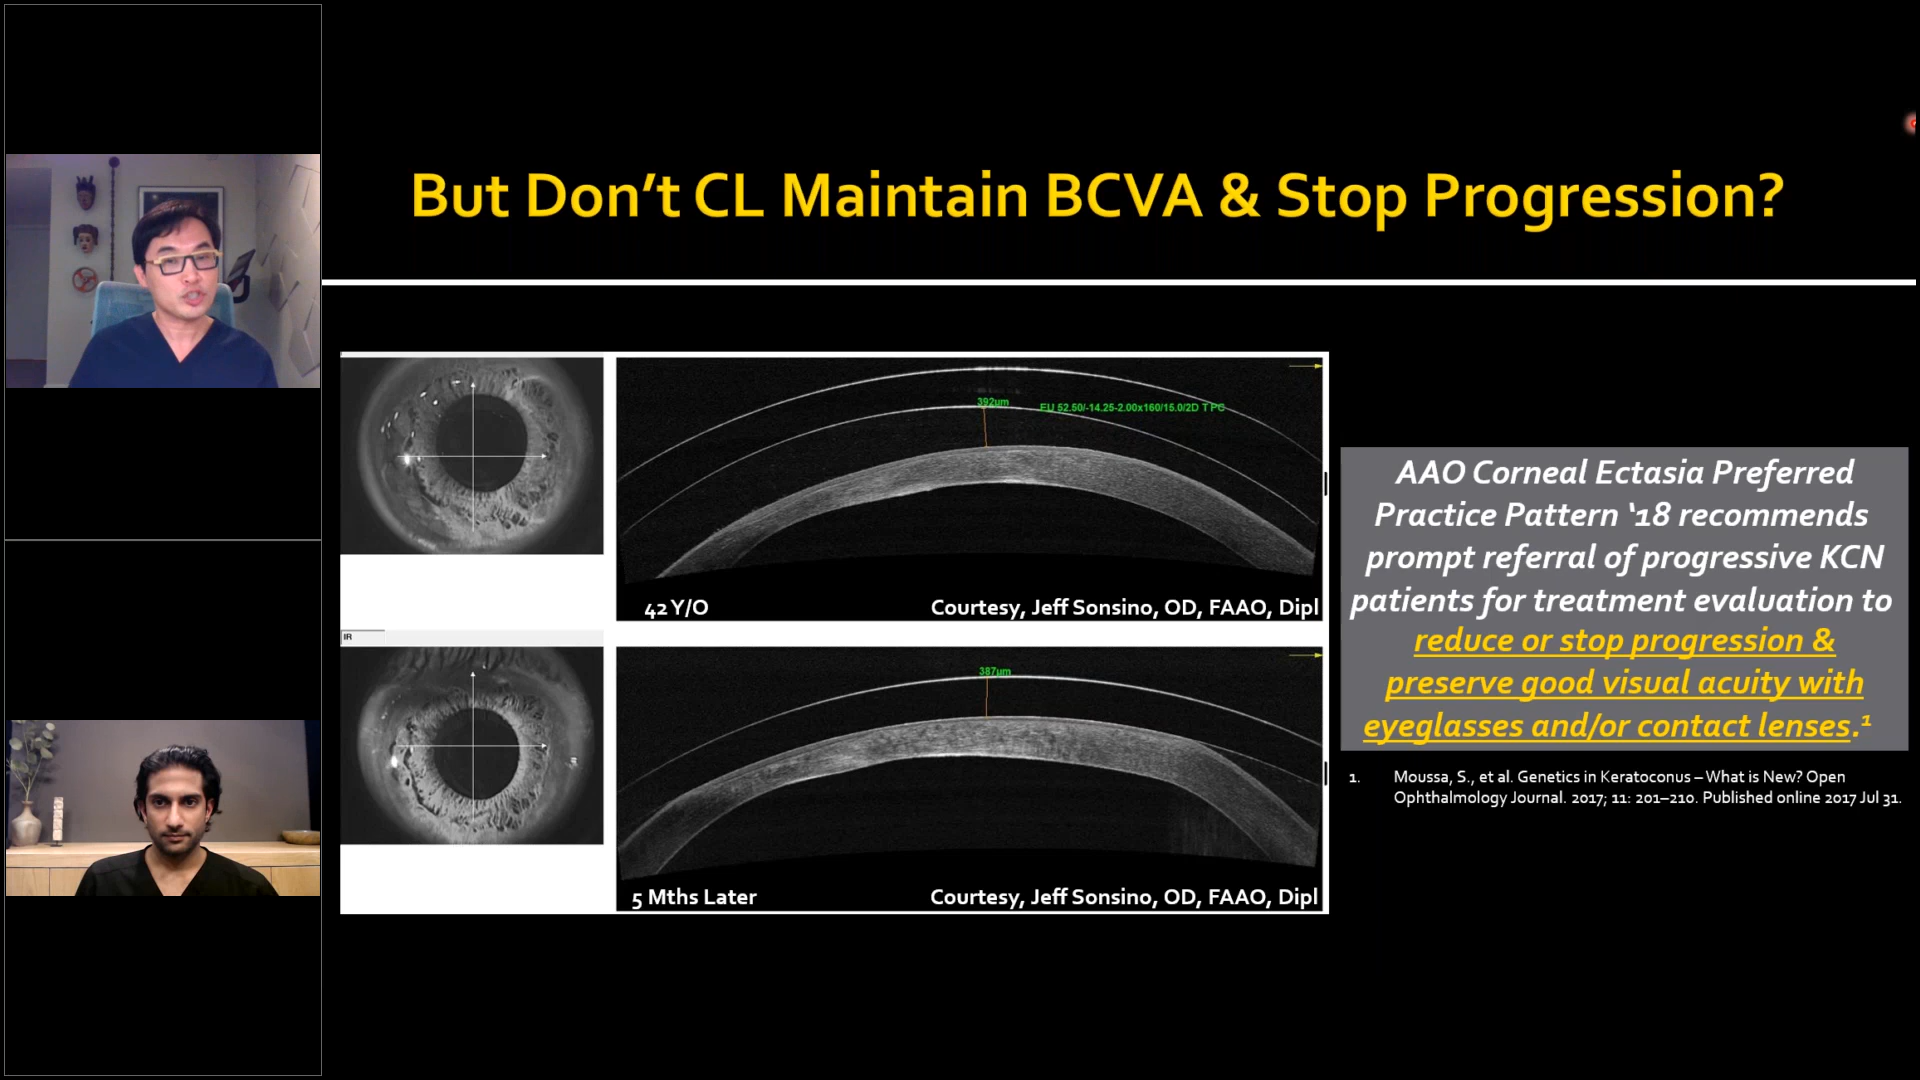 But Don’t CL Maintain BCVA & Stop Progression?
392µm
EU 52.50/-14.25-2.00x160/15.0/2D T PC
42 Y/O
Courtesy, Jeff Sonsino, OD, FAAO, Dipl
IR
387µm
5 Mths Later
Courtesy, Jeff Sonsino, OD, FAAO, Dipl
AAO Corneal Ectasia Preferred
Practice Pattern ‘18 recommends
prompt referral of progressive KCN
patients for treatment evaluation to
reduce or stop progression &
preserve good visual acuity with
eyeglasses and/or contact lenses.¹
1. Moussa, S., et al. Genetics in Keratoconus – What is New? Open
Ophthalmology Journal. 2017; 11: 201–210. Published online 2017 Jul 31.